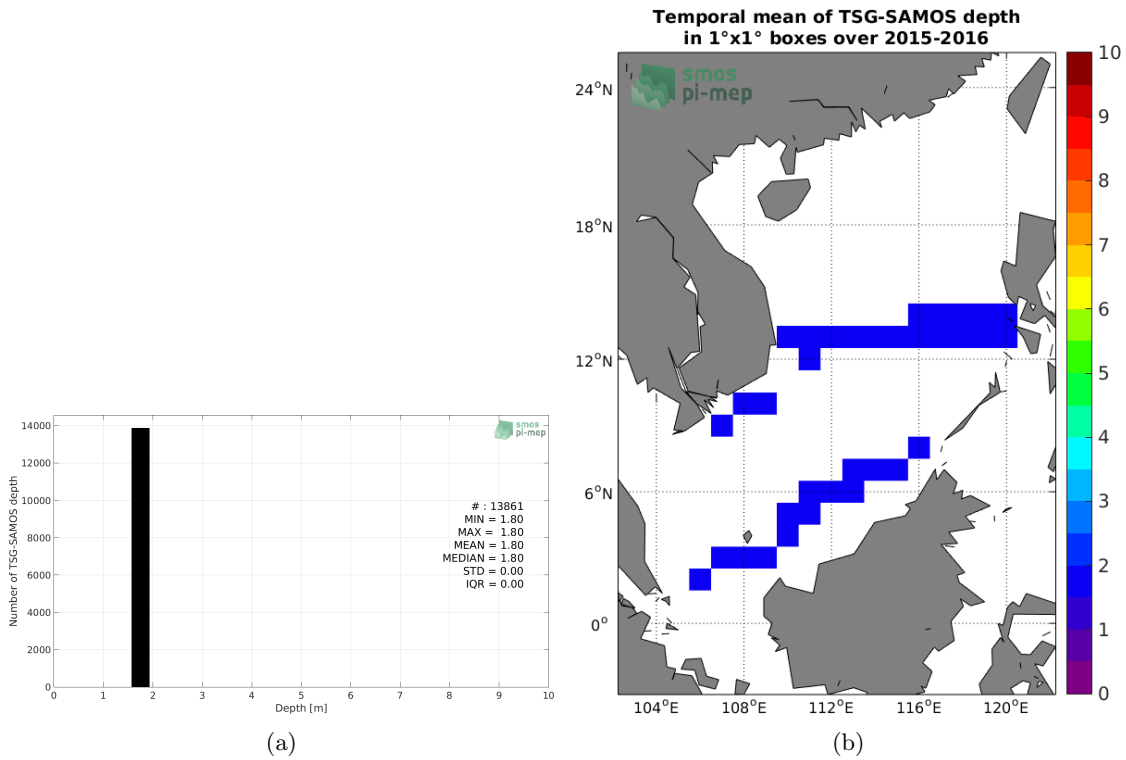 14000
12000
10000
8000
6000
4000
2000
0
Number of TSG-SAMOS depth
smos
pi-mep
# : 13861
MIN = 1.80
MAX = 1.80
MEAN = 1.80
MEDIAN = 1.80
STD = 0.00
IQR = 0.00
0 1 2 3 4 5 6 7 8 9 10
Depth [m]
(a)
Temporal mean of TSG-SAMOS depth
in 1°x1° boxes over 2015-2016
smos
pi-mep
24°N
18°N
12°N
6°N
0°
104°E 108°E 112°E 116°E 120°E
10
9
8
7
6
5
4
3
2
1
0
(b)